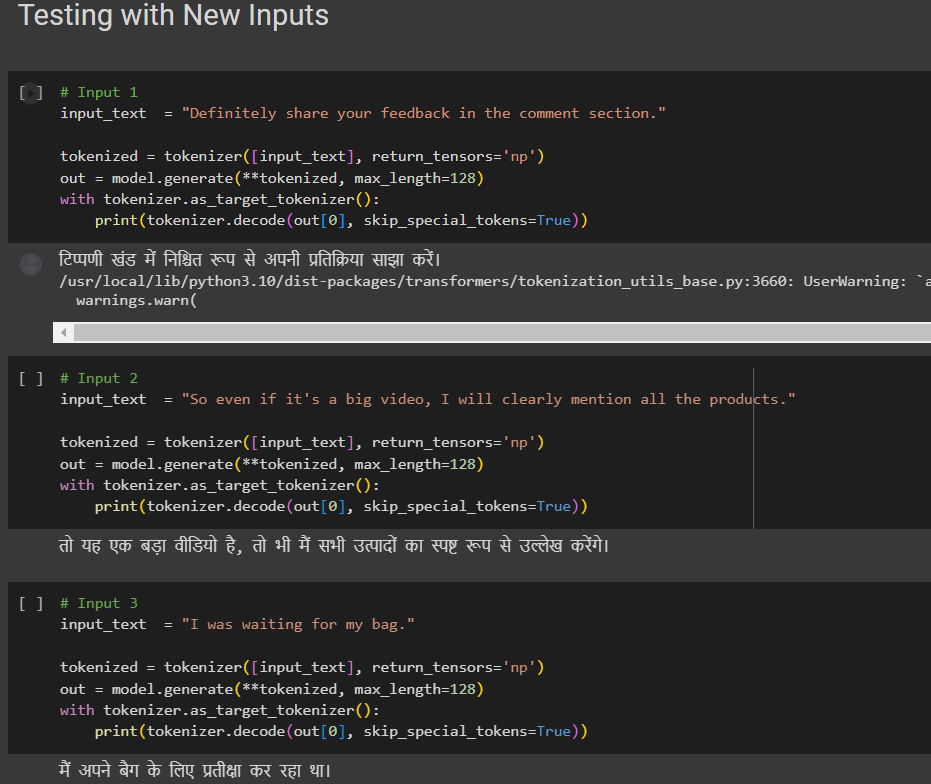 Testing with New Inputs
[ ] # Input 1
input_text  = "Definitely share your feedback in the comment section."
tokenized = tokenizer([input_text], return_tensors='np')
out = model.generate(**tokenized, max_length=128)
with tokenizer.as_target_tokenizer():
    print(tokenizer.decode(out[0], skip_special_tokens=True))
टिप्पणी खंड में निश्चित रूप से अपनी प्रतिक्रिया साझा करें।
/usr/local/lib/python3.10/dist-packages/transformers/tokenization_utils_base.py:3660: UserWarning: `a
  warnings.warn(
[ ] # Input 2
input_text  = "So even if it's a big video, I will clearly mention all the products."
tokenized = tokenizer([input_text], return_tensors='np')
out = model.generate(**tokenized, max_length=128)
with tokenizer.as_target_tokenizer():
    print(tokenizer.decode(out[0], skip_special_tokens=True))
तो यह एक बड़ा वीडियो है, तो भी मैं सभी उत्पादों का स्पष्ट रूप से उल्लेख करेंगे।
[ ] # Input 3
input_text  = "I was waiting for my bag."
tokenized = tokenizer([input_text], return_tensors='np')
out = model.generate(**tokenized, max_length=128)
with tokenizer.as_target_tokenizer():
    print(tokenizer.decode(out[0], skip_special_tokens=True))
मैं अपने बैग के लिए प्रतीक्षा कर रहा था।